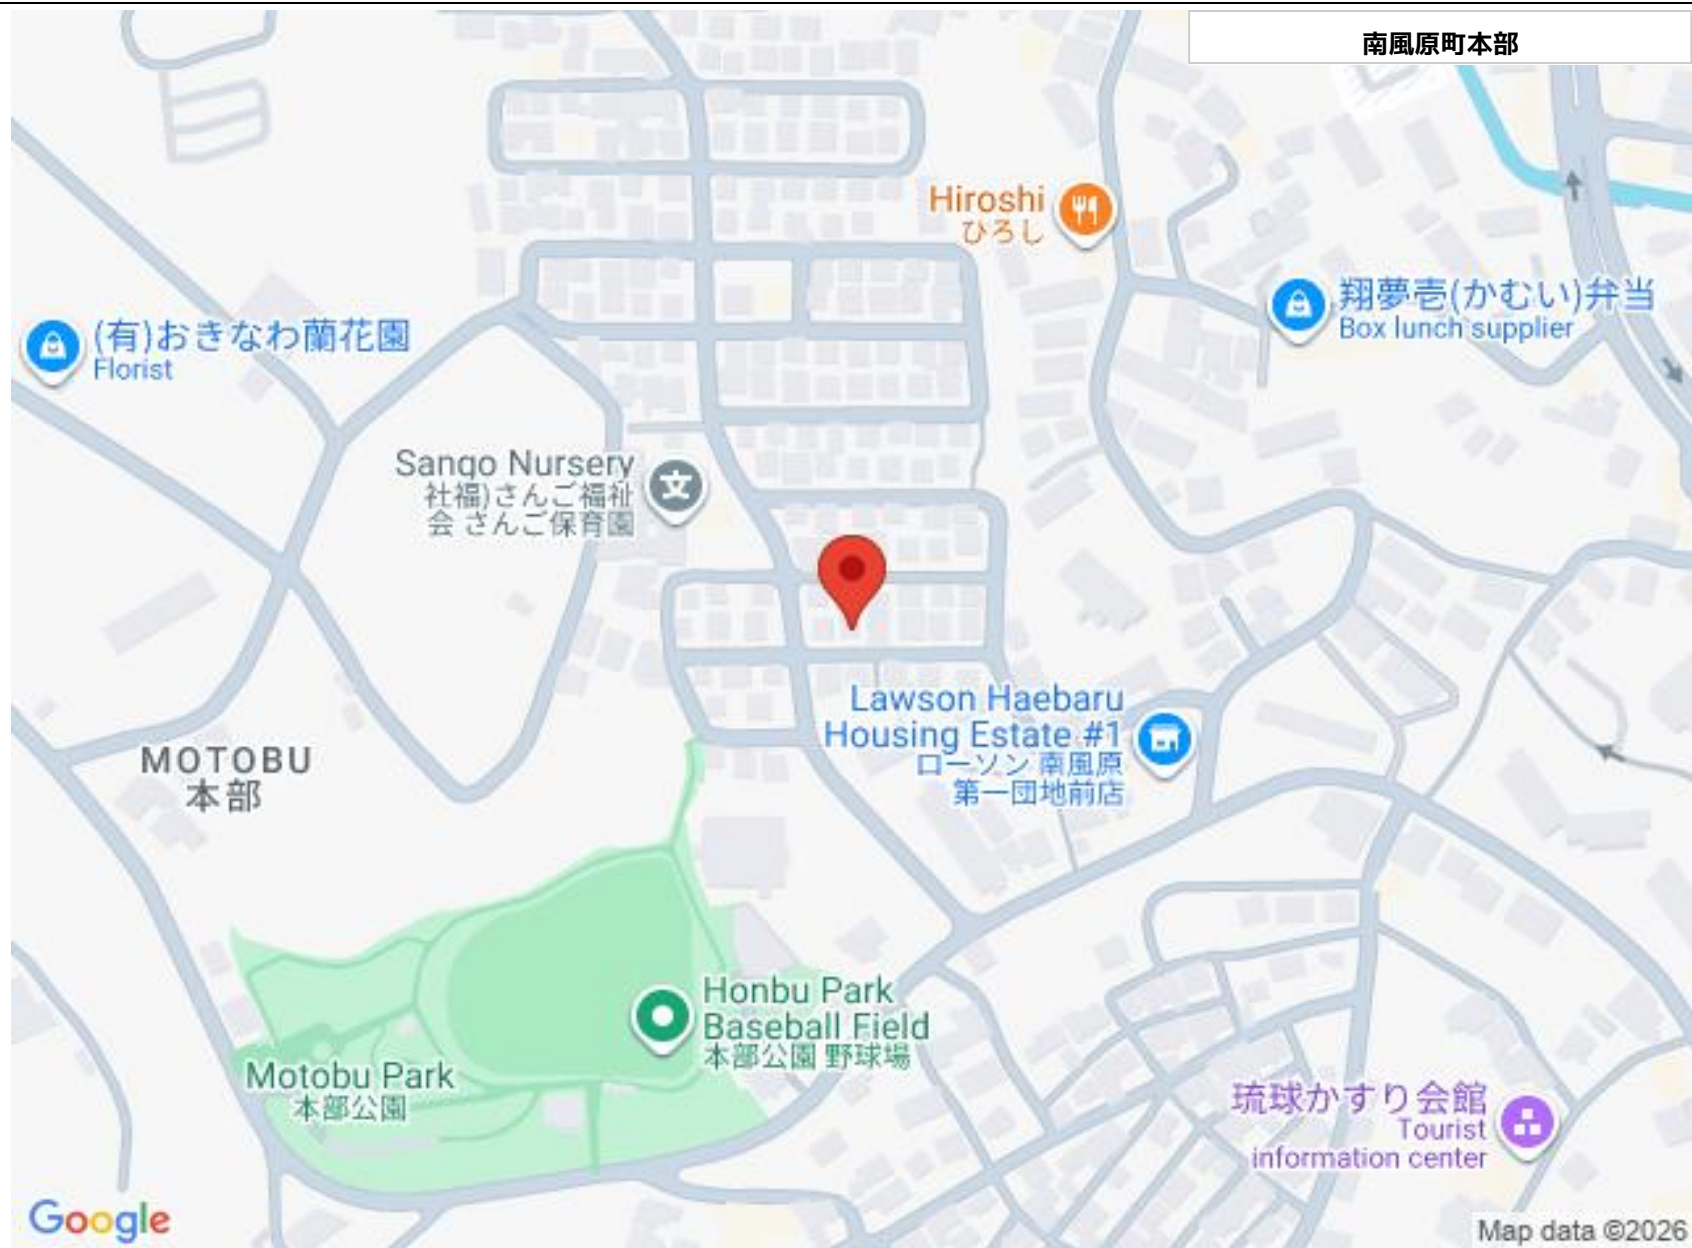 南風原町本部
Hiroshi
ひろし
翔夢壱(かむい)弁当
Box lunch supplier
(有)おきなわ蘭花園
Florist
Sango Nursery
社福)さんご福祉
会 さんご保育園
Lawson Haebaru
Housing Estate #1
ローソン 南風原
第一団地前店
MOTOBU
本部
Honbu Park
Baseball Field
本部公園 野球場
Motobu Park
本部公園
琉球かすり会館
Tourist
information center
Google
Map data ©2026